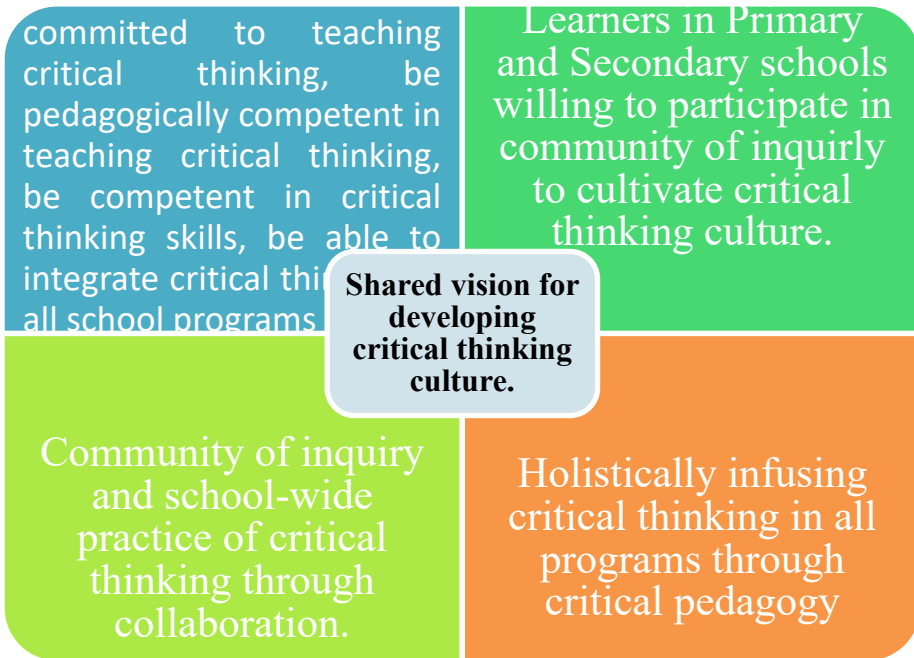 committed to teaching
critical thinking, be
pedagogically competent in
teaching critical thinking,
be competent in critical
thinking skills, be able to
integrate critical
all school programs
Learners in Primary
and Secondary schools
willing to participate in
community of inquirly
to cultivate critical
thinking culture.
Shared vision for
developing
critical thinking
culture.
Community of inquiry
and school-wide
practice of critical
thinking through
collaboration.
Holistically infusing
critical thinking in all
programs through
critical pedagogy